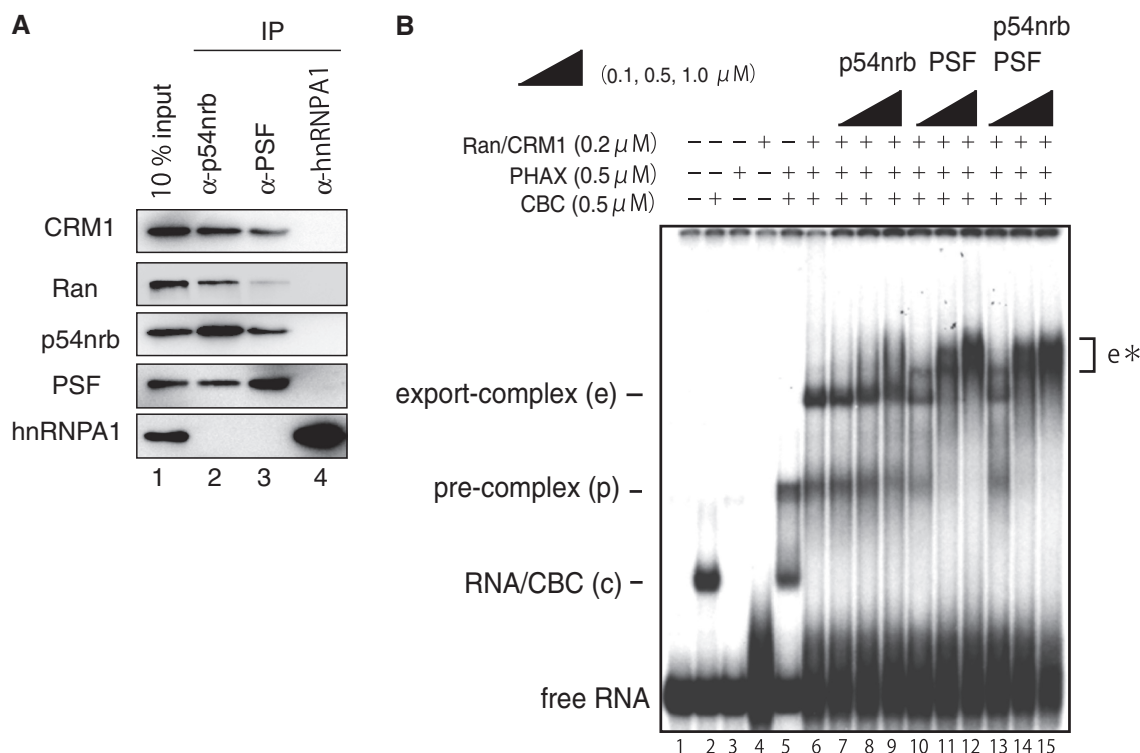 A
IP
10 % input
α-p54nrb
α-PSF
α-hnRNPA1
CRM1
Ran
p54nrb
PSF
hnRNPA1
1 2 3 4
B
(0.1, 0.5, 1.0 μM)
p54nrb PSF p54nrb PSF
Ran/CRM1 (0.2 μM) – – – + – + + + + + + + + + +
PHAX (0.5 μM) – – + – + + + + + + + + + + +
CBC (0.5 μM) – + – – + + + + + + + + + + +
e*
export-complex (e) –
pre-complex (p) –
RNA/CBC (c) –
free RNA
1 2 3 4 5 6 7 8 9 10 11 12 13 14 15